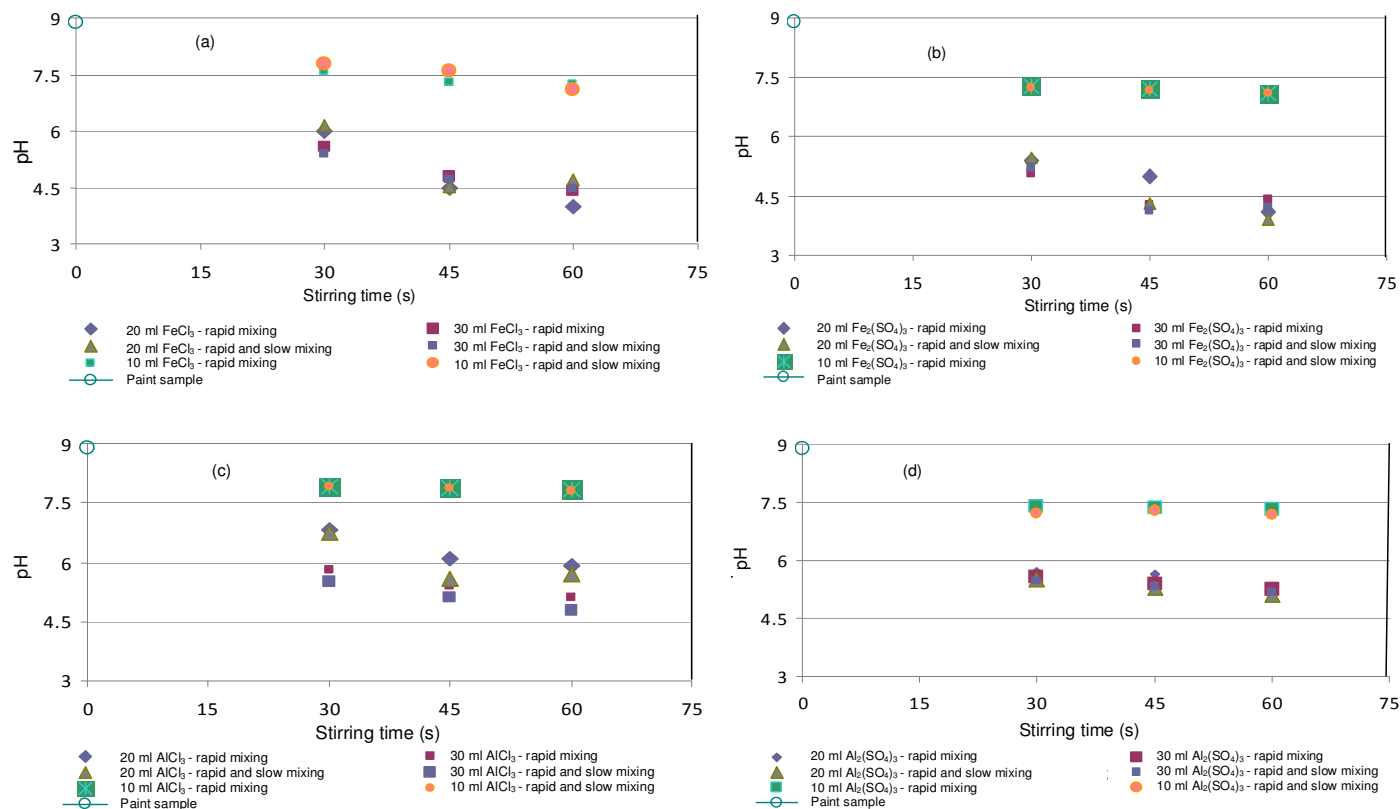 9
7.5
6
4.5
3
pH
(a)
0 15 30 45 60 75
Stirring time (s)
20 ml FeCl₃ - rapid mixing
20 ml FeCl₃ - rapid and slow mixing
10 ml FeCl₃ - rapid mixing
Paint sample
30 ml FeCl₃ - rapid mixing
30 ml FeCl₃ - rapid and slow mixing
10 ml FeCl₃ - rapid and slow mixing
9
7.5
6
4.5
3
pH
(b)
0 15 30 45 60 75
Stirring time (s)
20 ml Fe₂(SO₄)₃ - rapid mixing
20 ml Fe₂(SO₄)₃ - rapid and slow mixing
10 ml Fe₂(SO₄)₃ - rapid mixing
Paint sample
30 ml Fe₂(SO₄)₃ - rapid mixing
30 ml Fe₂(SO₄)₃ - rapid and slow mixing
10 ml Fe₂(SO₄)₃ - rapid and slow mixing
9
7.5
6
4.5
3
pH
(c)
0 15 30 45 60 75
Stirring time (s)
20 ml AlCl₃ - rapid mixing
20 ml AlCl₃ - rapid and slow mixing
10 ml AlCl₃ - rapid mixing
Paint sample
30 ml AlCl₃ - rapid mixing
30 ml AlCl₃ - rapid and slow mixing
10 ml AlCl₃ - rapid and slow mixing
9
7.5
6
4.5
3
pH
(d)
0 15 30 45 60 75
Stirring time (s)
20 ml Al₂(SO₄)₃ - rapid mixing
20 ml Al₂(SO₄)₃ - rapid and slow mixing
10 ml Al₂(SO₄)₃ - rapid mixing
Paint sample
30 ml Al₂(SO₄)₃ - rapid mixing
30 ml Al₂(SO₄)₃ - rapid and slow mixing
10 ml Al₂(SO₄)₃ - rapid and slow mixing